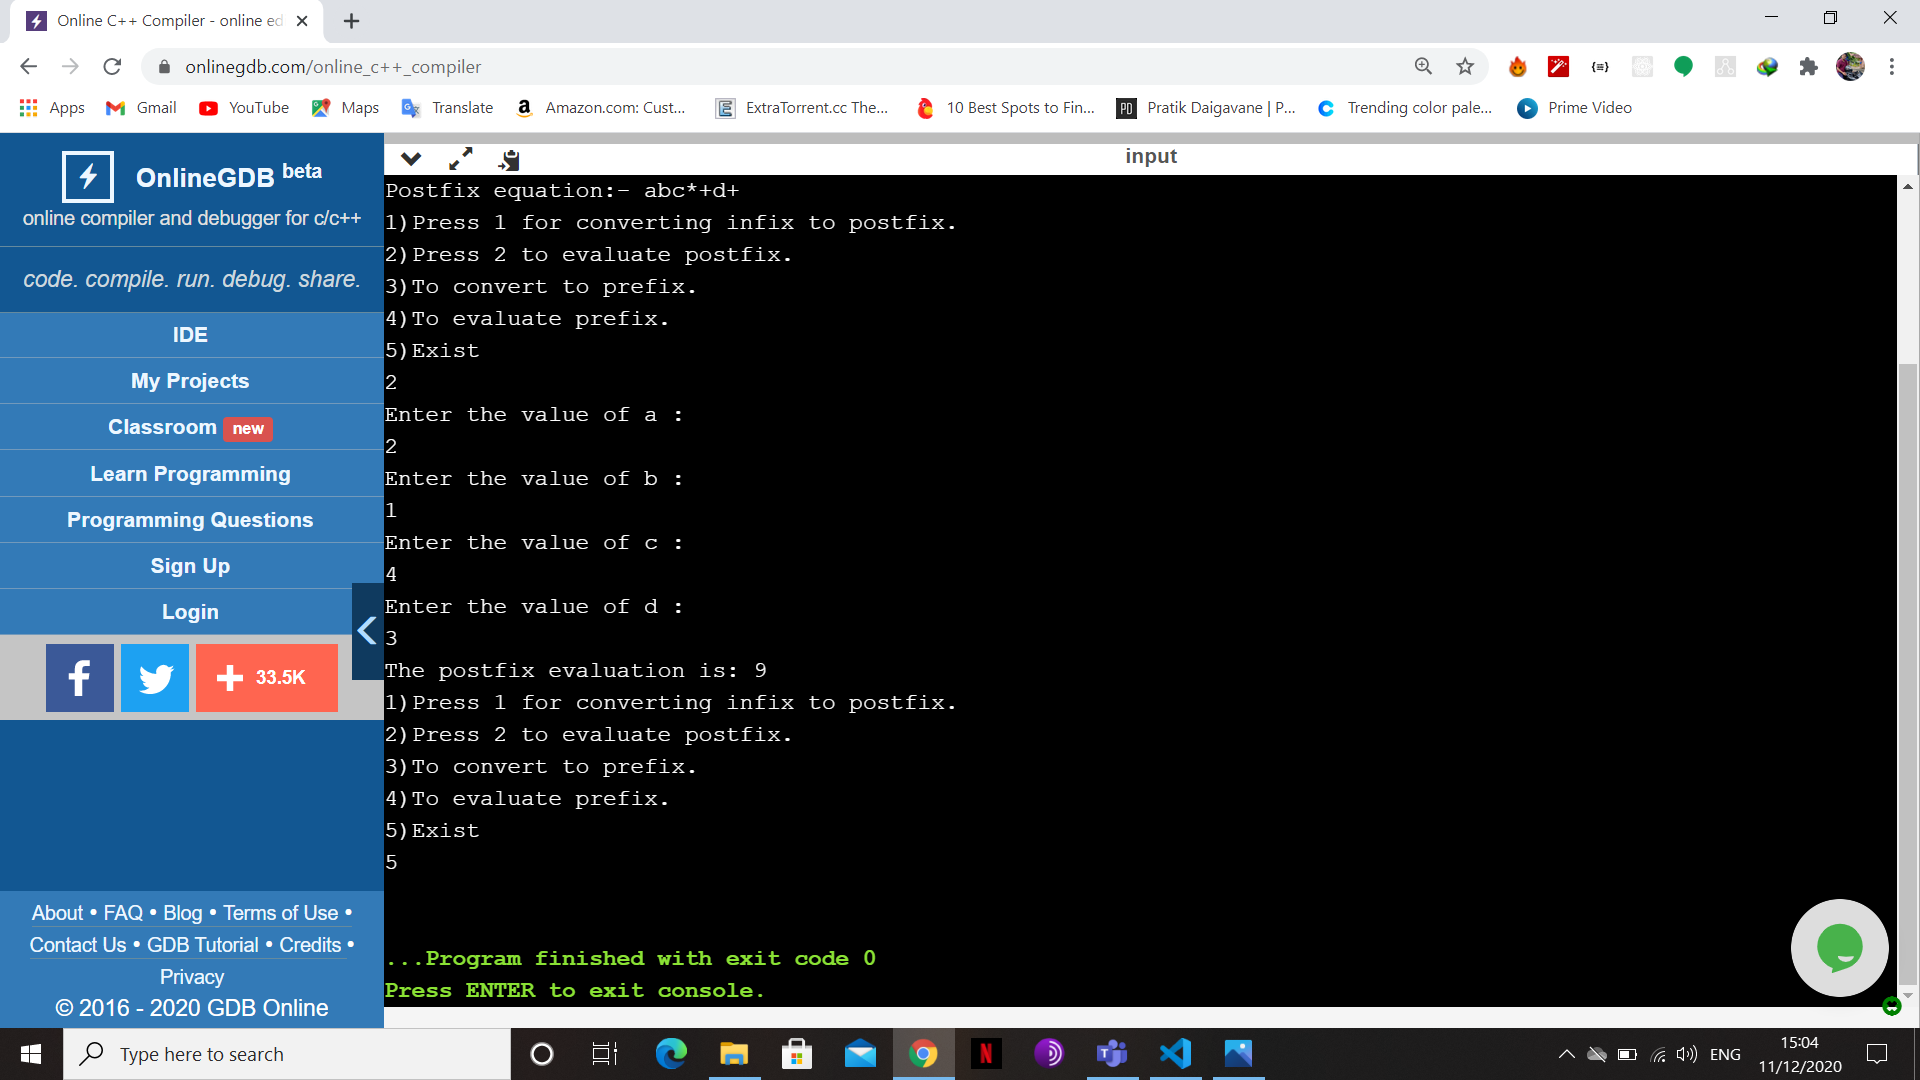 Online C++ Compiler - online ed
onlinegdb.com/online_c++_compiler
Apps Gmail YouTube Maps Translate Amazon.com: Cust... ExtraTorrent.cc The... 10 Best Spots to Fin... Pratik Daigavane | P... Trending color pale... Prime Video
OnlineGDB beta
online compiler and debugger for c/c++
code. compile. run. debug. share.
IDE
My Projects
Classroom new
Learn Programming
Programming Questions
Sign Up
Login
33.5K
About • FAQ • Blog • Terms of Use •
Contact Us • GDB Tutorial • Credits •
Privacy
© 2016 - 2020 GDB Online
input
Postfix equation:- abc*+d+
1)Press 1 for converting infix to postfix.
2)Press 2 to evaluate postfix.
3)To convert to prefix.
4)To evaluate prefix.
5)Exist
2
Enter the value of a :
2
Enter the value of b :
1
Enter the value of c :
4
Enter the value of d :
3
The postfix evaluation is: 9
1)Press 1 for converting infix to postfix.
2)Press 2 to evaluate postfix.
3)To convert to prefix.
4)To evaluate prefix.
5)Exist
5
...Program finished with exit code 0
Press ENTER to exit console.
Type here to search
ENG
15:04
11/12/2020